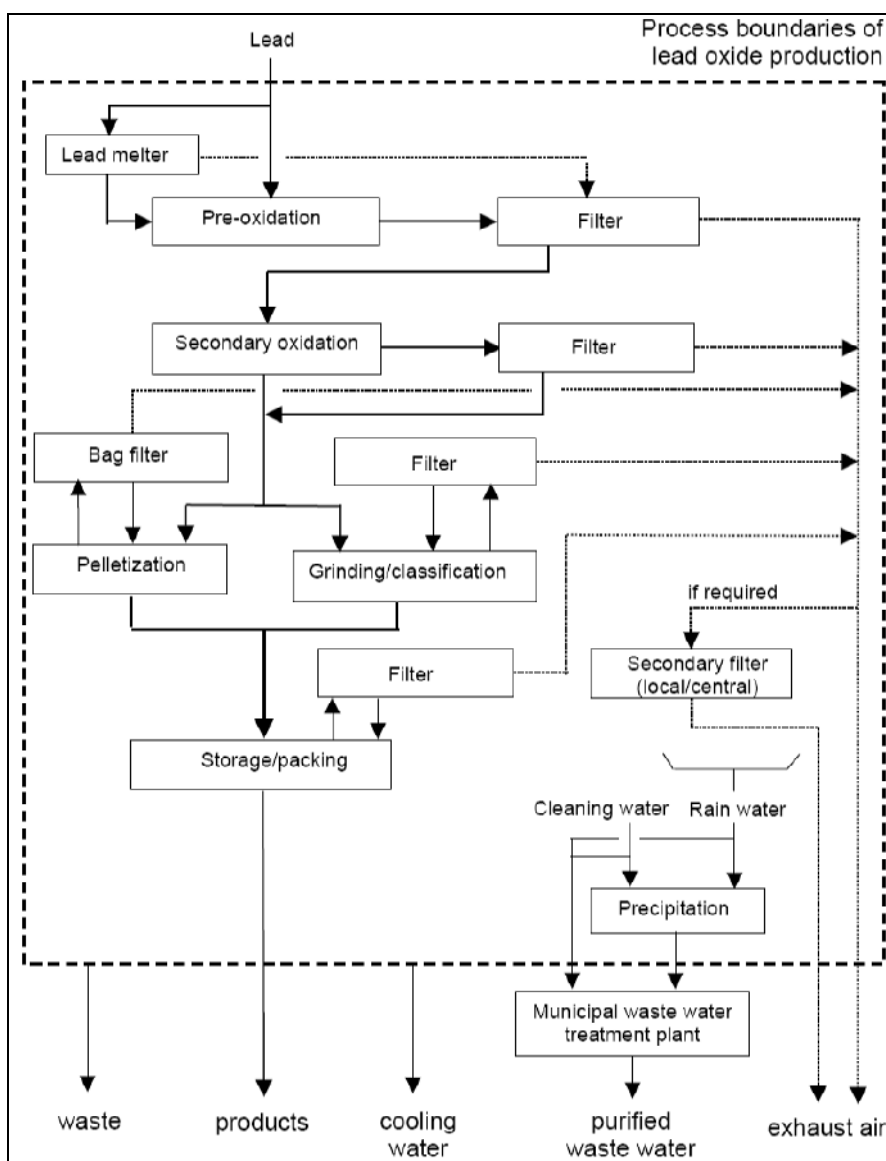 Process boundaries of
lead oxide production
Lead
Lead melter
Pre-oxidation
Filter
Secondary oxidation
Filter
Bag filter
Filter
Pelletization
Grinding/classification
if required
Filter
Secondary filter
(local/central)
Storage/packing
Cleaning water
Rain water
Precipitation
Municipal waste water
treatment plant
waste
products
cooling
water
purified
waste water
exhaust air